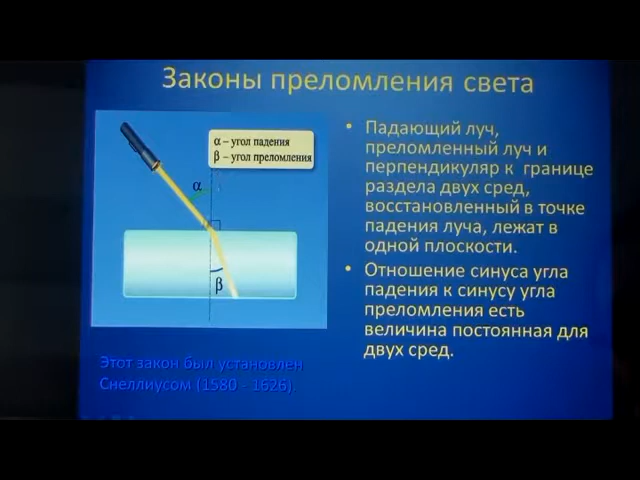 Законы преломления света
α – угол падения
β – угол преломления
α
β
• Падающий луч,
преломленный луч и
перпендикуляр к границе
раздела двух сред,
восстановленный в точке
падения луча, лежат в
одной плоскости.
• Отношение синуса угла
падения к синусу угла
преломления есть
величина постоянная для
двух сред.
Этот закон был установлен
Снеллиусом (1580 - 1626).